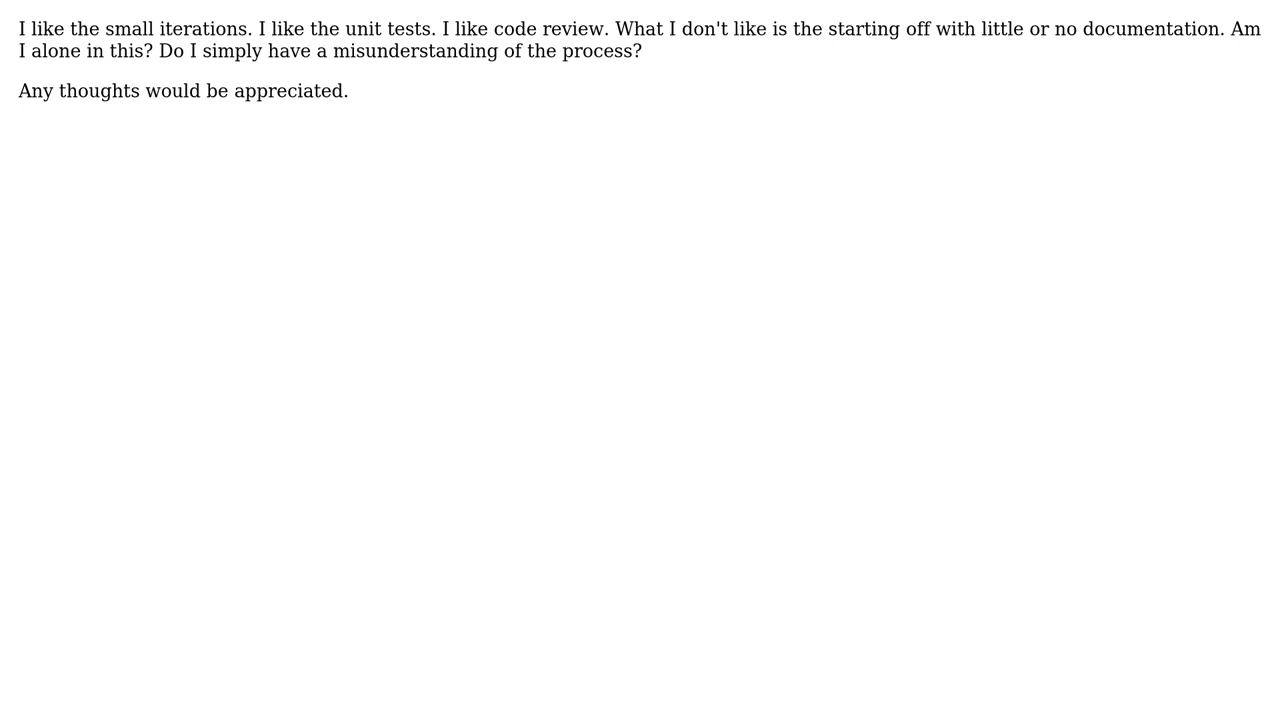 I like the small iterations. I like the unit tests. I like code review. What I don't like is the starting off with little or no documentation. Am
I alone in this? Do I simply have a misunderstanding of the process?
Any thoughts would be appreciated.